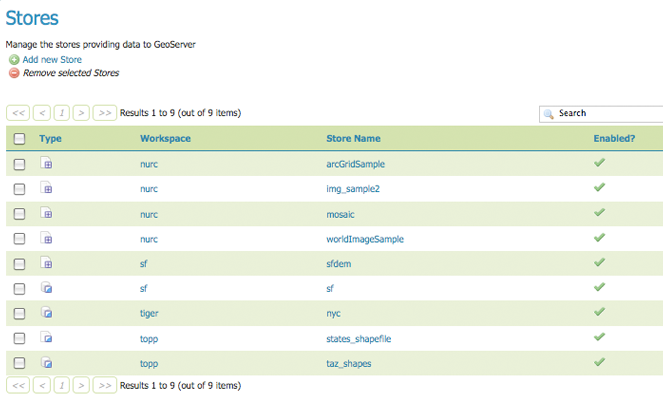 Stores
Manage the stores providing data to GeoServer
Add new Store
Remove selected Stores
<< < 1 > >> Results 1 to 9 (out of 9 items) Search
Type Workspace Store Name Enabled?
nurc arcGridSample
nurc img_sample2
nurc mosaic
nurc worldImageSample
sf sfdem
sf sf
tiger nyc
topp states_shapefile
topp taz_shapes
<< < 1 > >> Results 1 to 9 (out of 9 items)